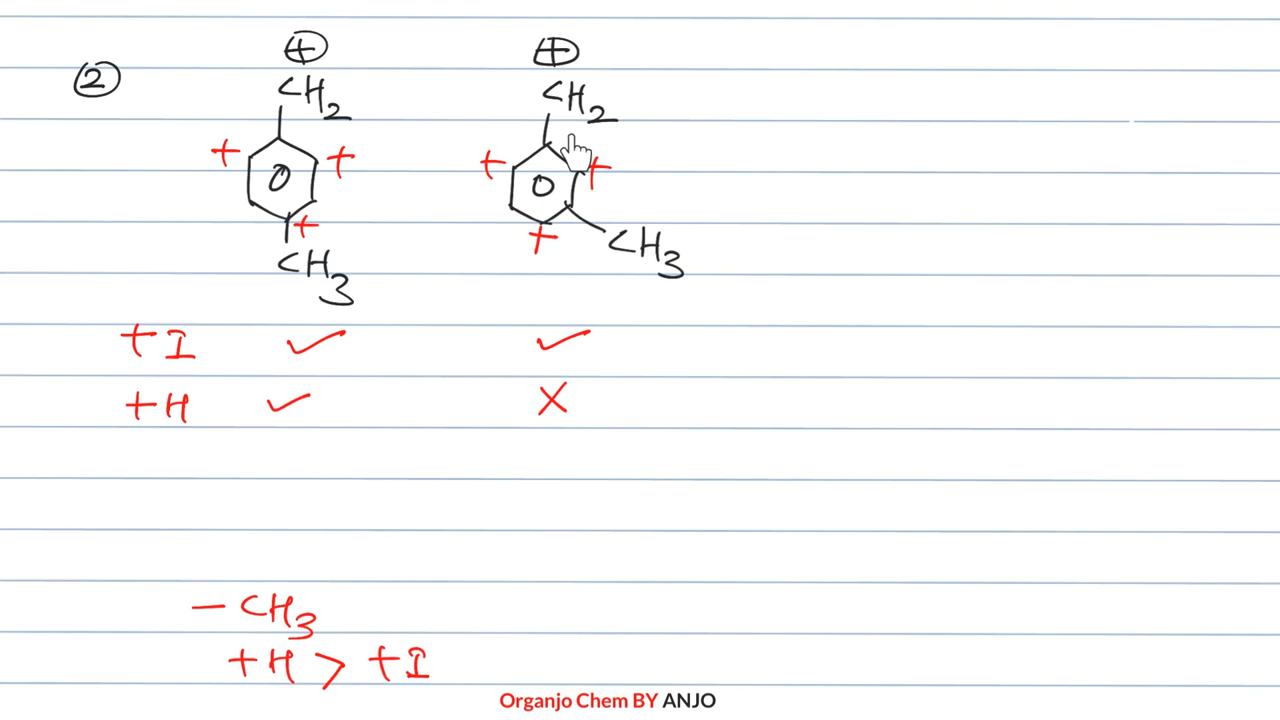 ⊕ ⊕
② CH2 CH2
+ + + +
+ +
CH3 CH3
+I ✓ ✓
+H ✓ X
- CH3
+H > +I
Organjo Chem BY ANJO